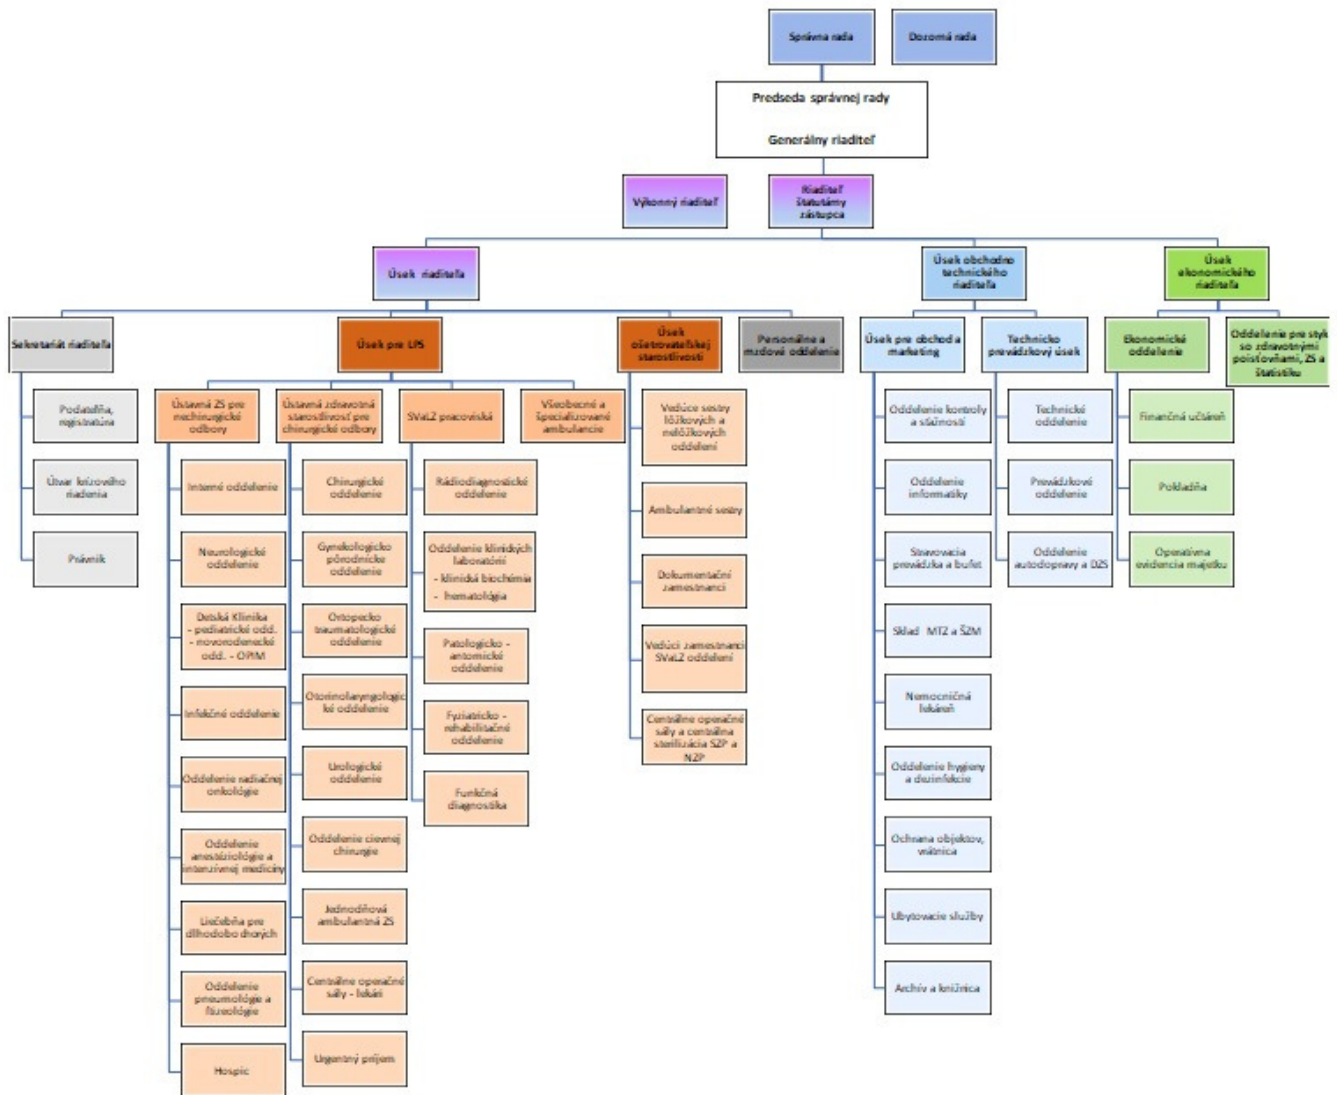 Správna rada
Dozorná rada
Predseda správnej rady
Generálny riaditeľ
Výkonný riaditeľ
Riaditeľ
štatutárny
zástupca
Úsek riaditeľa
Úsek obchodno
technického
riaditeľa
Úsek
ekonomického
riaditeľa
Sekretariát riaditeľa
Úsek pre LPS
Úsek
ošetrovateľskej
starostlivosti
Personálne a
mzdové oddelenie
Úsek pre obchod a
marketing
Technicko
prevádzkový úsek
Ekonomické
oddelenie
Oddelenie pre styk
so zdravotnými
poisťovňami, ZS a
štatistiku
Podateľňa,
registratúra
Útvar krízového
riadenia
Právnik
Ústavná ZS pre
nechirurgické
odbory
Ústavná zdravotná
starostlivosť pre
chirurgické odbory
SVaLZ pracoviská
Všeobecné a
špecializované
ambulancie
Interné oddelenie
Neurologické
oddelenie
Detská Klinika
- pediatrické odd.
- novorodenecké
odd. - OPIM
Infekčné oddelenie
Oddelenie radiačnej
onkológie
Oddelenie
anestéziológie a
intenzívnej medicíny
Liečebňa pre
dlhodobo chorých
Oddelenie
pneumológie a
ftizeológie
Hospic
Chirurgické
oddelenie
Gynekologicko
pôrodnícke
oddelenie
Ortopecko
traumatologické
oddelenie
Otorinolaryngologic
ké oddelenie
Urologické
oddelenie
Oddelenie cievnej
chirurgie
Jednodňová
ambulantná ZS
Centrálne operačné
sály - lekári
Urgentný príjem
Rádiodiagnostické
oddelenie
Oddelenie klinických
laboratórií
- klinická biochémia
- hematológia
Patologicko -
antomické
oddelenie
Fyziatricko -
rehabilitačné
oddelenie
Funkčná
diagnostika
Vedúce sestry
lôžkových a
nelôžkových
oddelení
Ambulantné sestry
Dokumentační
zamestnanci
Vedúci zamestnanci
SVaLZ oddelení
Centrálne operačné
sály a centrálna
sterilizácia SZP a
NZP
Oddelenie kontroly
a sťažností
Oddelenie
informatiky
Stravovacia
prevádzka a bufet
Sklad MTZ a ŠZM
Nemocničná
lekáreň
Oddelenie hygieny
a dezinfekcie
Ochrana objektov,
vrátnica
Ubytovacie služby
Archív a knižnica
Technické
oddelenie
Prevádzkové
oddelenie
Oddelenie
autodopravy a DZS
Finančná učtáreň
Pokladňa
Operatívna
evidencia majetku